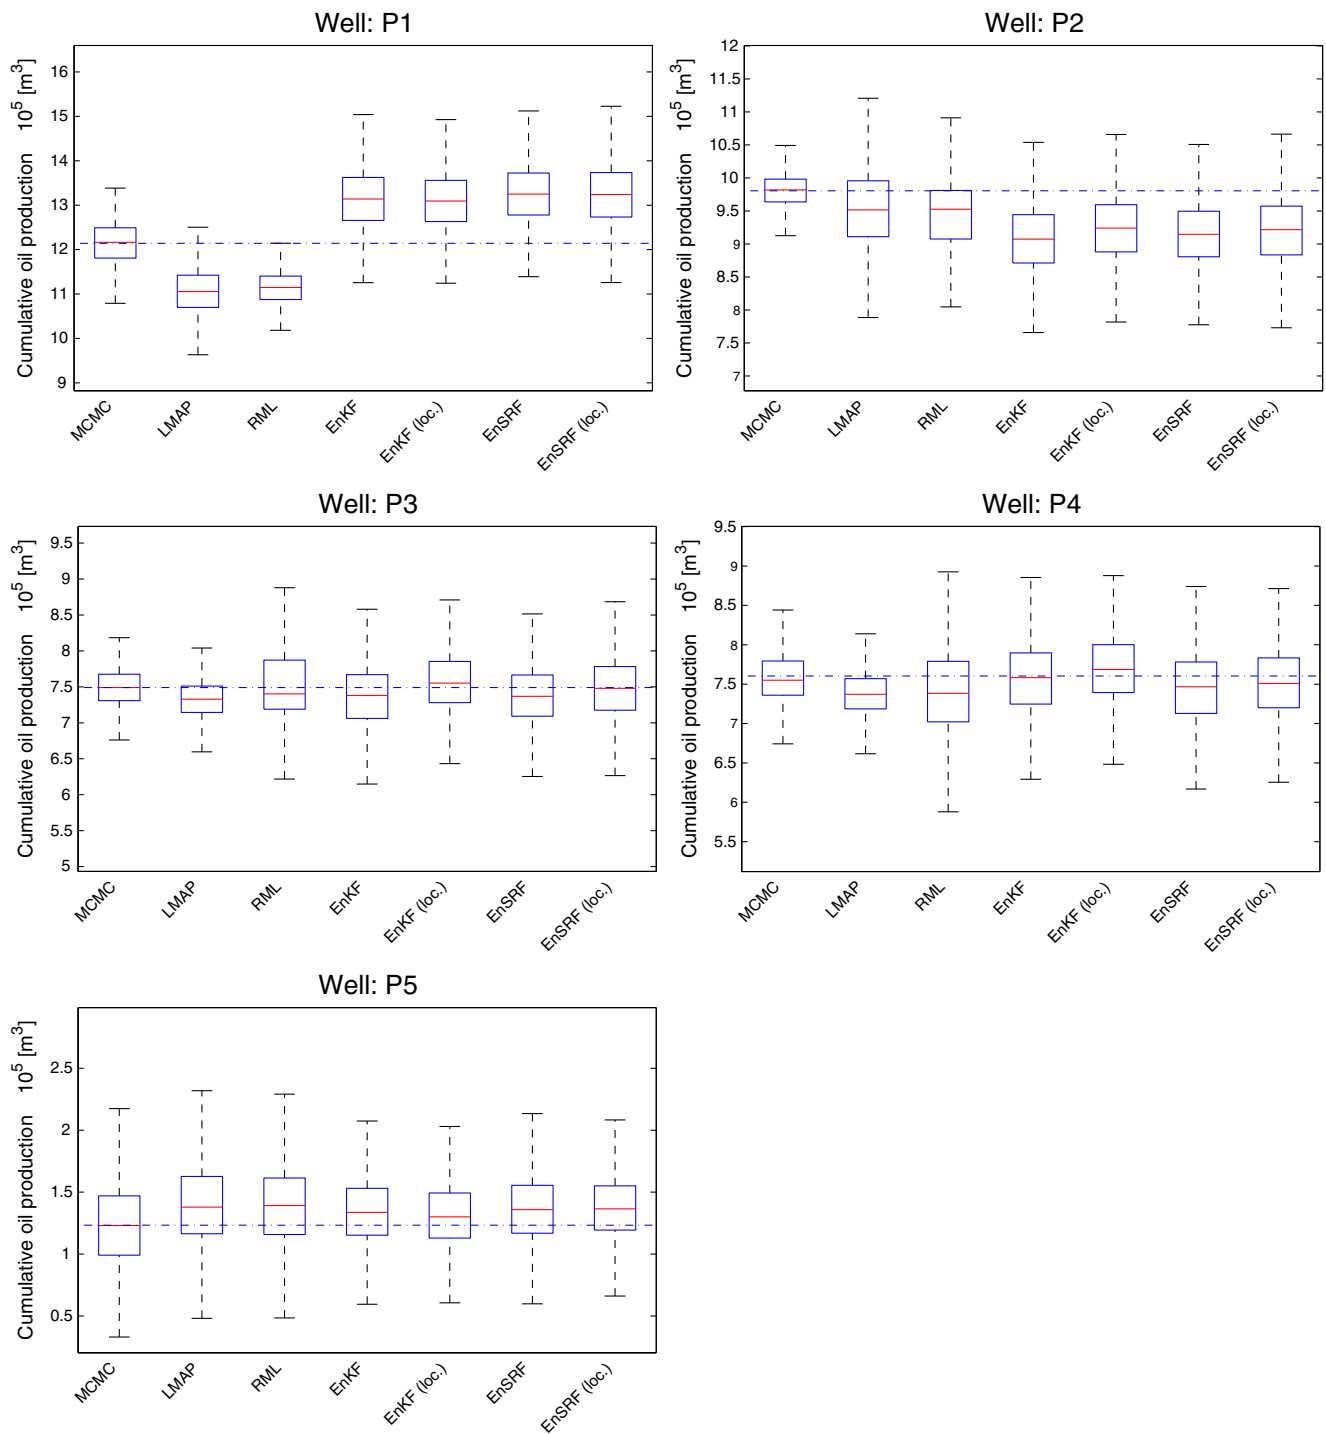 Well: P1
Cumulative oil production 10^5 [m^3]
16
15
14
13
12
11
10
9
MCMC
LMAP
RML
EnKF
EnKF (loc.)
EnSRF
EnSRF (loc.)
Well: P2
Cumulative oil production 10^5 [m^3]
12
11.5
11
10.5
10
9.5
9
8.5
8
7.5
7
MCMC
LMAP
RML
EnKF
EnKF (loc.)
EnSRF
EnSRF (loc.)
Well: P3
Cumulative oil production 10^5 [m^3]
9.5
9
8.5
8
7.5
7
6.5
6
5.5
5
MCMC
LMAP
RML
EnKF
EnKF (loc.)
EnSRF
EnSRF (loc.)
Well: P4
Cumulative oil production 10^5 [m^3]
9.5
9
8.5
8
7.5
7
6.5
6
5.5
MCMC
LMAP
RML
EnKF
EnKF (loc.)
EnSRF
EnSRF (loc.)
Well: P5
Cumulative oil production 10^5 [m^3]
2.5
2
1.5
1
0.5
MCMC
LMAP
RML
EnKF
EnKF (loc.)
EnSRF
EnSRF (loc.)